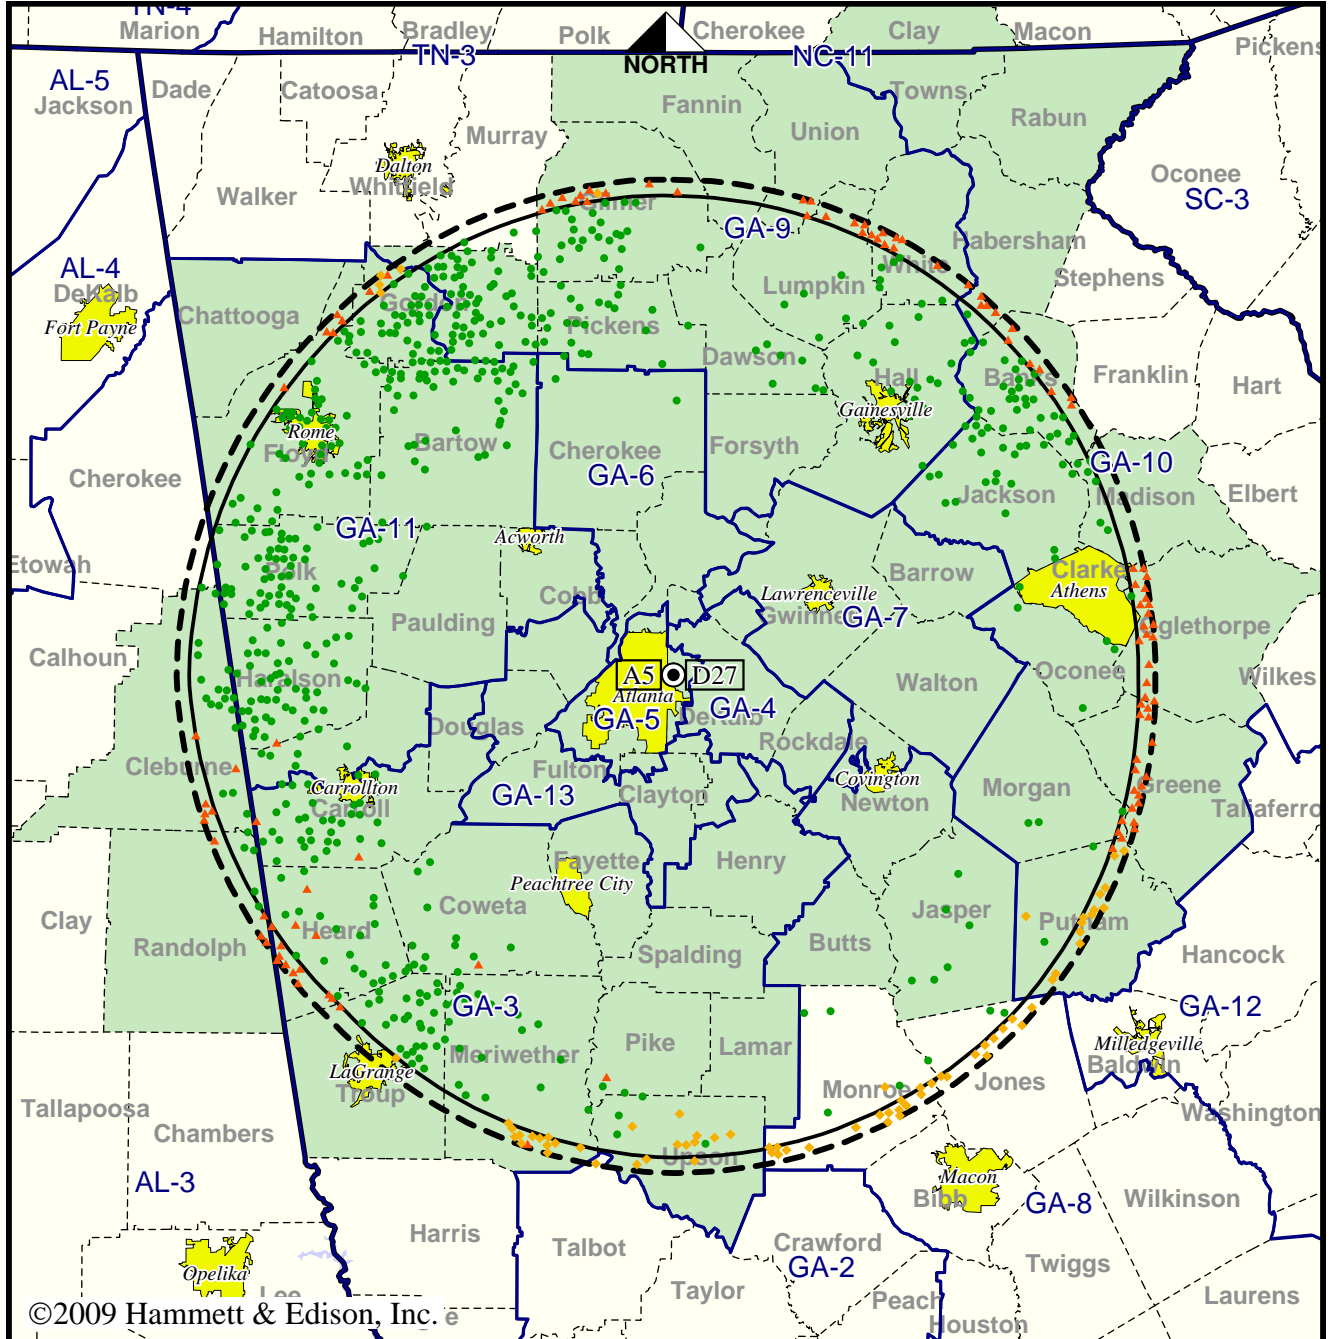 TN-4
Marion
Hamilton
Bradley
Polk
Cherokee
Clay
Macon
Pickens
TN-3
NORTH
NC-11
AL-5
Jackson
Dade
Catoosa
Murray
Fannin
Union
Towns
Rabun
Oconee
SC-3
Dalton
Whitfield
Walker
Gilmer
GA-9
White
Habersham
Stephens
AL-4
DeKalb
Fort Payne
Chattooga
Gordon
Pickens
Lumpkin
Dawson
Hall
Banks
Franklin
Hart
Gainesville
Rome
Floyd
Bartow
Cherokee
GA-6
Forsyth
GA-10
Cherokee
Jackson
Madison
Elbert
GA-11
Acworth
Etowah
Polk
Cobb
Barrow
Clarke
Athens
Lawrenceville
Gwinne
GA-7
Paulding
Oglethorpe
Calhoun
Haralson
A5
D27
Atlanta
GA-5
GA-4
DeKalb
Walton
Oconee
Wilkes
Douglas
Rockdale
Cleburne
Fulton
Carrollton
Carroll
GA-13
Clayton
Covington
Newton
Morgan
Greene
Taliaferro
Fayette
Peachtree City
Henry
Coweta
Jasper
Putnam
Clay
Randolph
Heard
Spalding
Butts
Hancock
GA-3
GA-12
Meriwether
Pike
Lamar
Milledgeville
Baldwin
LaGrange
Troup
Monroe
Jones
Tallapoosa
Chambers
Washington
Upson
AL-3
Macon
Bibb
GA-8
Wilkinson
Harris
Talbot
Crawford
GA-2
Twiggs
Opelika
Lee
Taylor
Peach
Laurens
©2009 Hammett & Edison, Inc.
e
Houston